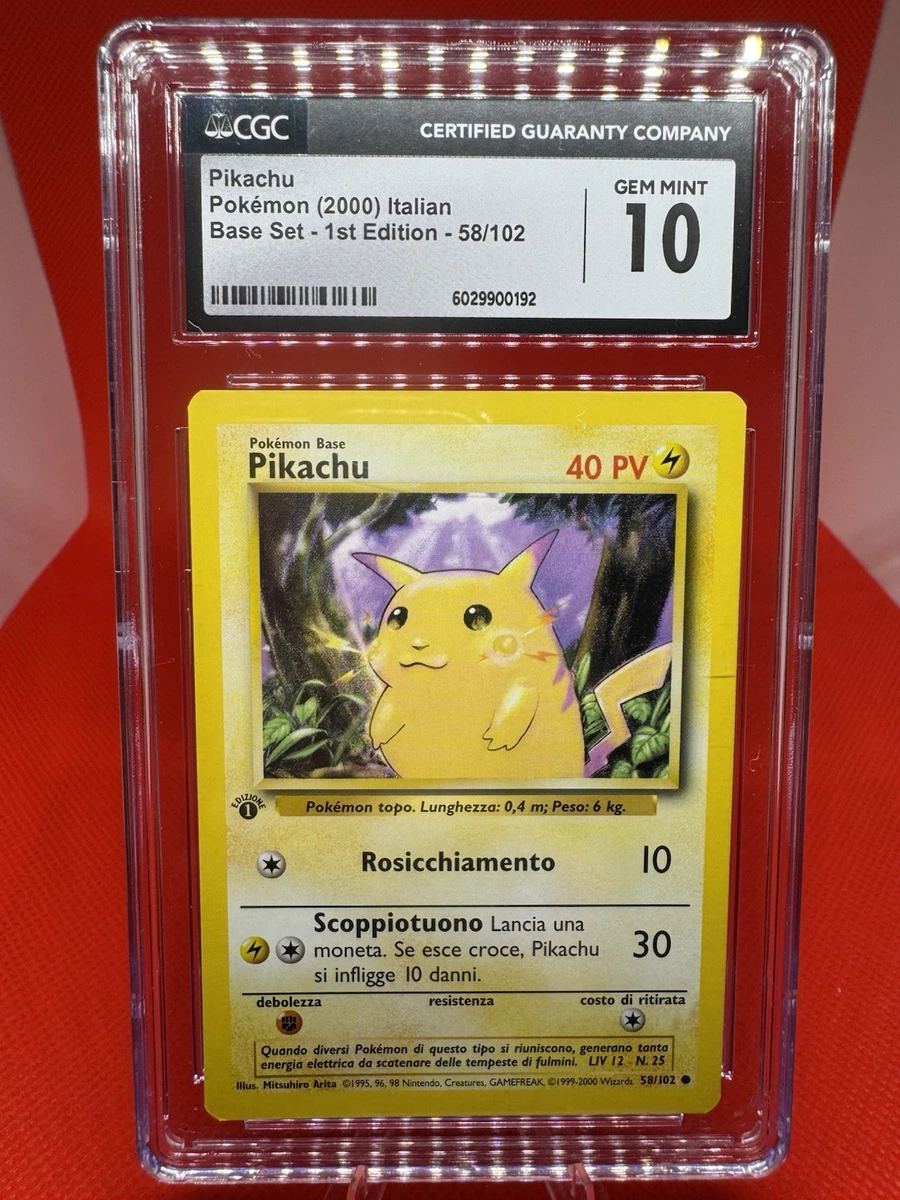 CGC
CERTIFIED GUARANTY COMPANY
Pikachu
Pokémon (2000) Italian
Base Set - 1st Edition - 58/102
GEM MINT
10
6029900192
Pokémon Base
Pikachu
40 PV
EDIZIONE
1
Pokémon topo. Lunghezza: 0,4 m; Peso: 6 kg.
Rosicchiamento 10
Scoppiotuono Lancia una
moneta. Se esce croce, Pikachu
si infligge 10 danni.
30
debolezza resistenza costo di ritirata
Quando diversi Pokémon di questo tipo si riuniscono, generano tanta
energia elettrica da scatenare delle tempeste di fulmini. LIV 12 N. 25
Illus. Mitsuhiro Arita ©1995, 96, 98 Nintendo, Creatures, GAMEFREAK. ©1999-2000 Wizards. 58/102